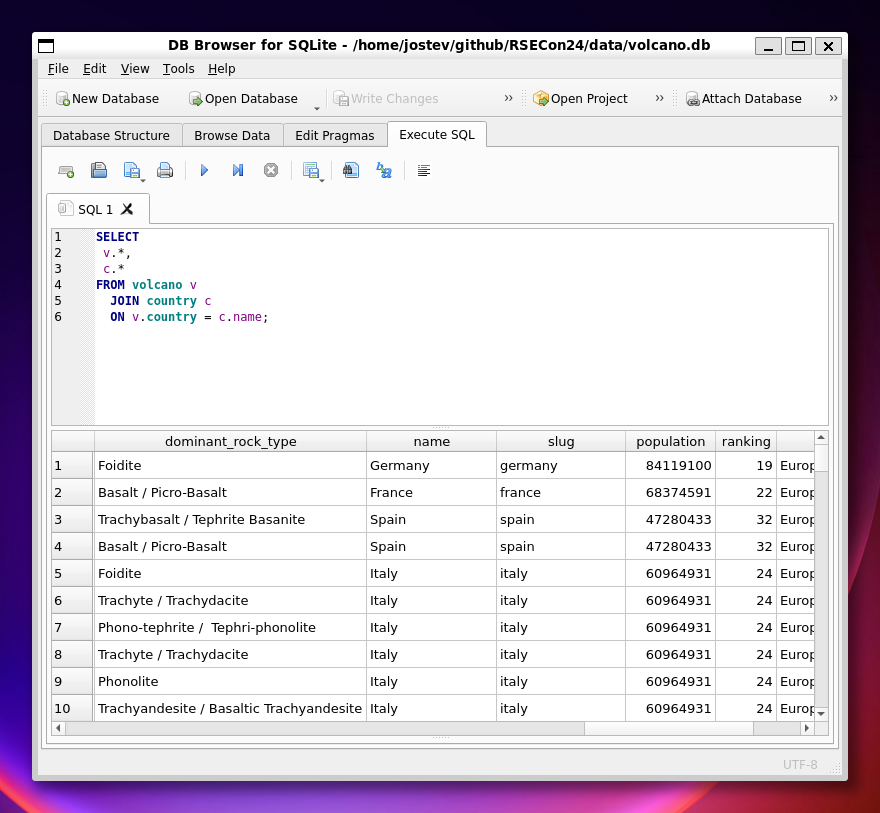 DB Browser for SQLite - /home/jostev/github/RSECon24/data/volcano.db
File Edit View Tools Help
New Database Open Database Write Changes » Open Project » Attach Database »
Database Structure Browse Data Edit Pragmas Execute SQL
SQL 1
1 SELECT
2 v.*,
3 c.*
4 FROM volcano v
5 JOIN country c
6 ON v.country = c.name;
dominant_rock_type name slug population ranking
1 Foidite Germany germany 84119100 19 Europ
2 Basalt / Picro-Basalt France france 68374591 22 Europ
3 Trachybasalt / Tephrite Basanite Spain spain 47280433 32 Europ
4 Basalt / Picro-Basalt Spain spain 47280433 32 Europ
5 Foidite Italy italy 60964931 24 Europ
6 Trachyte / Trachydacite Italy italy 60964931 24 Europ
7 Phono-tephrite /  Tephri-phonolite Italy italy 60964931 24 Europ
8 Trachyte / Trachydacite Italy italy 60964931 24 Europ
9 Phonolite Italy italy 60964931 24 Europ
10 Trachyandesite / Basaltic Trachyandesite Italy italy 60964931 24 Europ
UTF-8